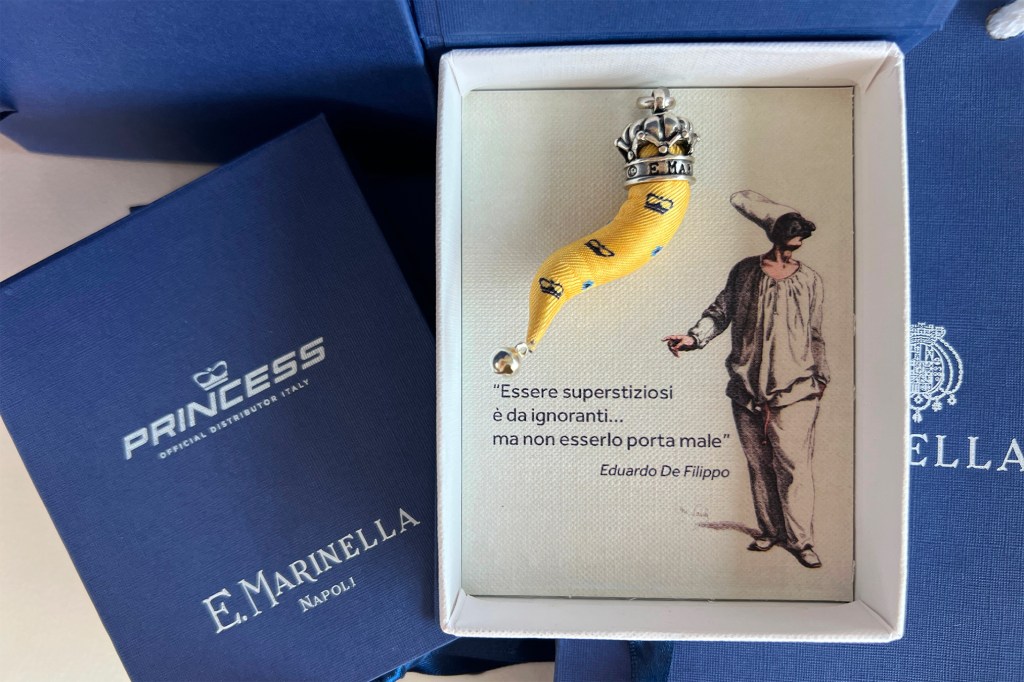 PRINCESS
OFFICIAL DISTRIBUTOR ITALY
E. MARINELLA
NAPOLI
E. MAR
“Essere superstiziosi
è da ignoranti...
ma non esserlo porta male”
Eduardo De Filippo
ELLA